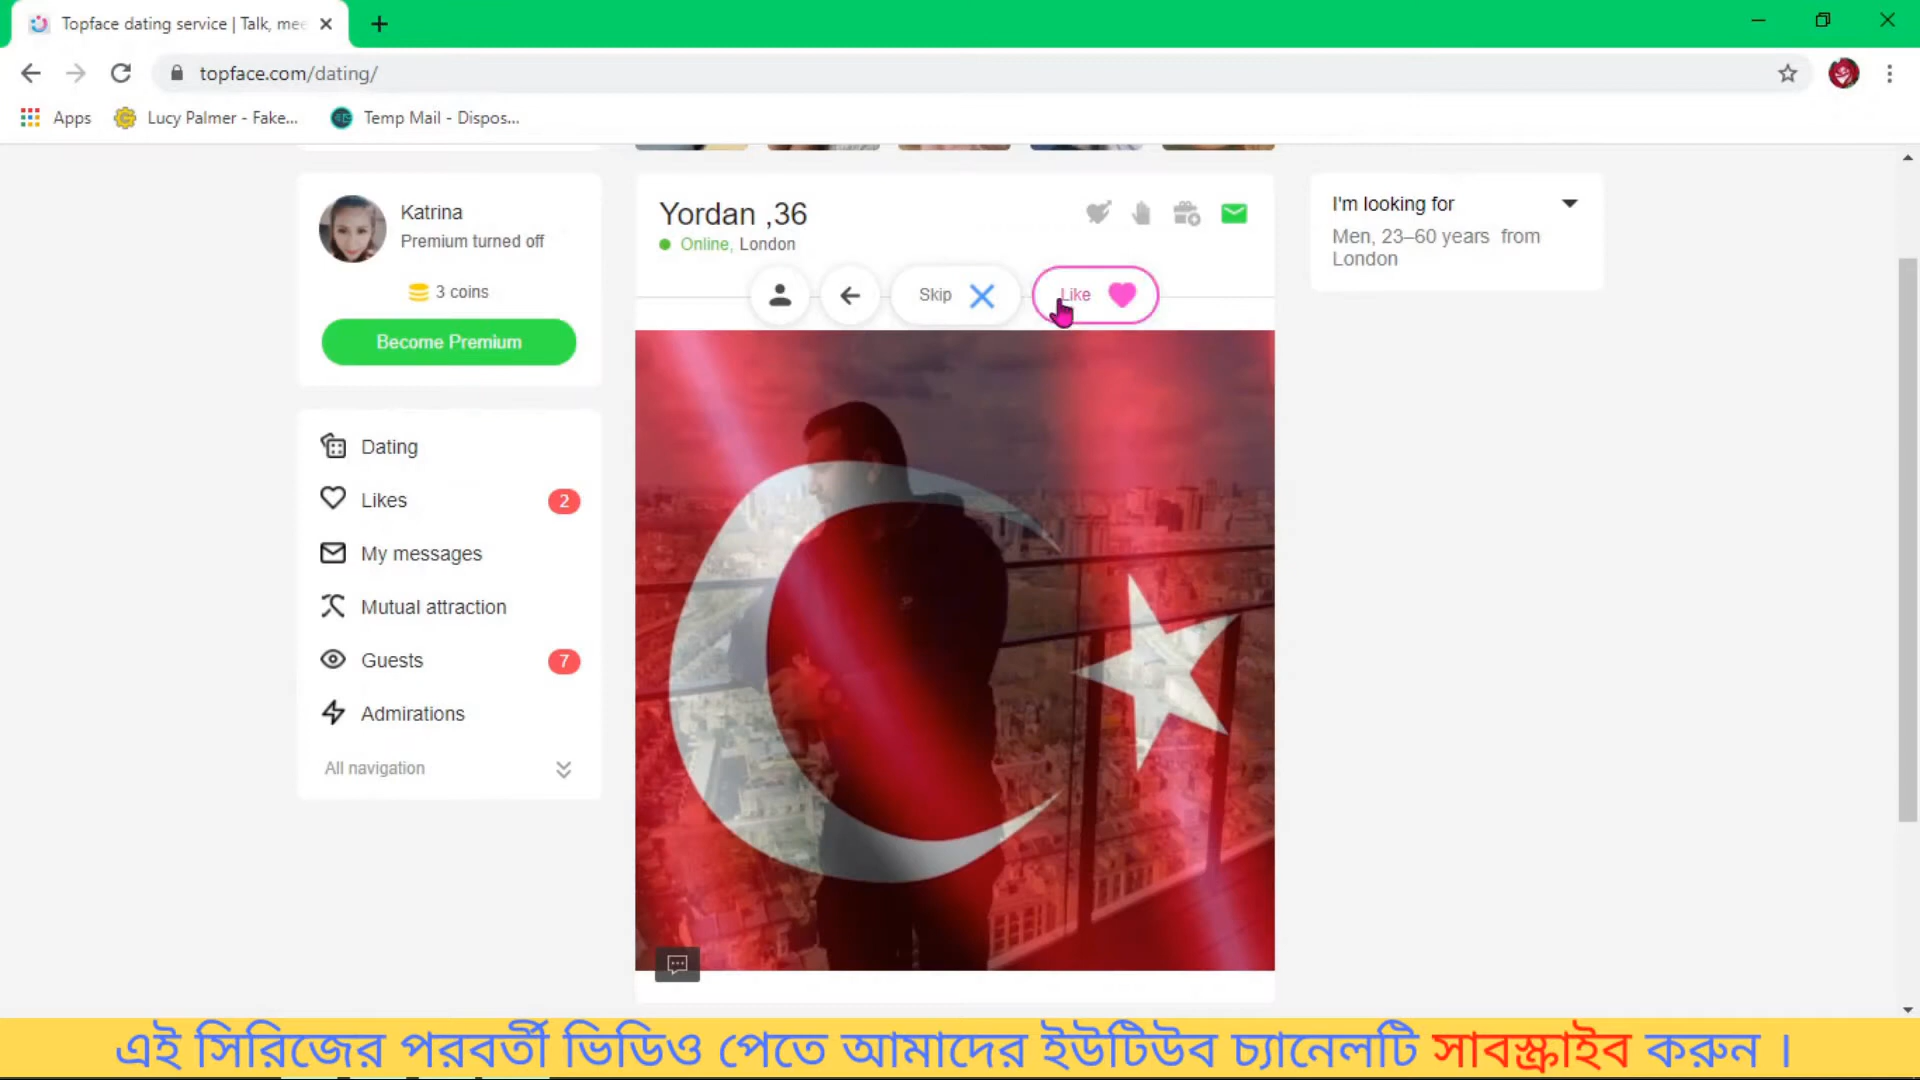 Topface dating service | Talk, mee
topface.com/dating/
Apps
Lucy Palmer - Fake...
Temp Mail - Dispos...
Katrina
Premium turned off
3 coins
Become Premium
Dating
Likes
2
My messages
Mutual attraction
Guests
7
Admirations
All navigation
Yordan ,36
Online, London
Skip
Like
I'm looking for
Men, 23–60 years from
London
এই সিরিজের পরবর্তী ভিডিও পেতে আমাদের ইউটিউব চ্যানেলটি সাবস্ক্রাইব করুন ।